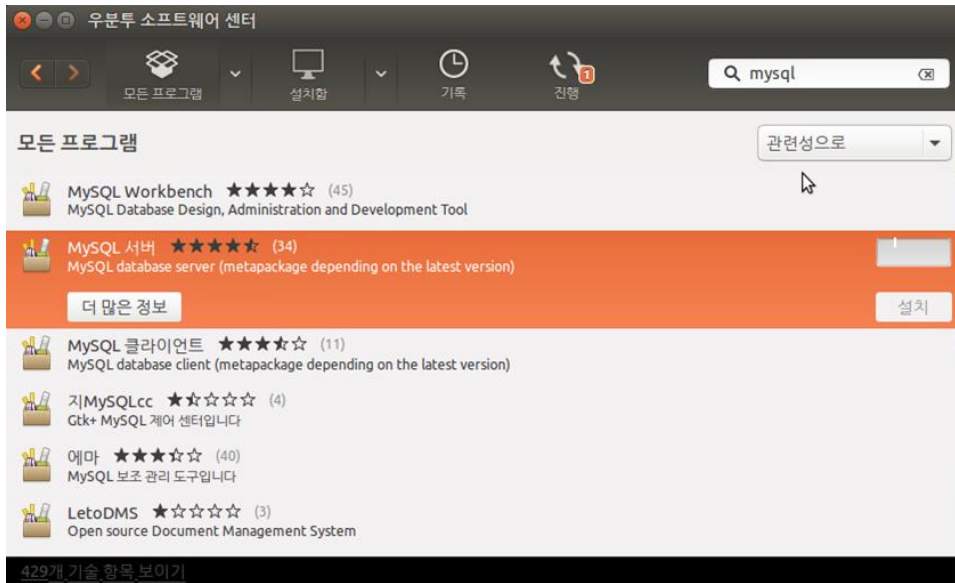 우분투 소프트웨어 센터
모든 프로그램 설치함 기록 진행 1 mysql
모든 프로그램 관련성으로
MySQL Workbench ★★★★☆ (45)
MySQL Database Design, Administration and Development Tool
MySQL 서버 (34)
MySQL database server (metapackage depending on the latest version)
더 많은 정보 설치
MySQL 클라이언트 (11)
MySQL database client (metapackage depending on the latest version)
지MySQLcc (4)
Gtk+ MySQL 제어 센터입니다
에마 (40)
MySQL 보조 관리 도구입니다
LetoDMS ★☆☆☆☆ (3)
Open source Document Management System
429개 기술 항목 보이기